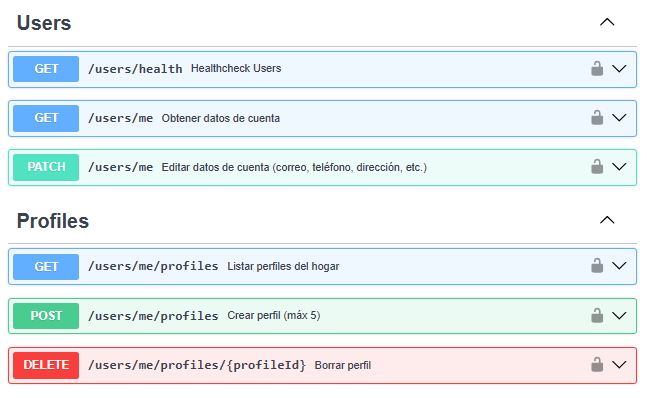 Users
GET /users/health Healthcheck Users
GET /users/me Obtener datos de cuenta
PATCH /users/me Editar datos de cuenta (correo, teléfono, dirección, etc.)
Profiles
GET /users/me/profiles Listar perfiles del hogar
POST /users/me/profiles Crear perfil (máx 5)
DELETE /users/me/profiles/{profileId} Borrar perfil